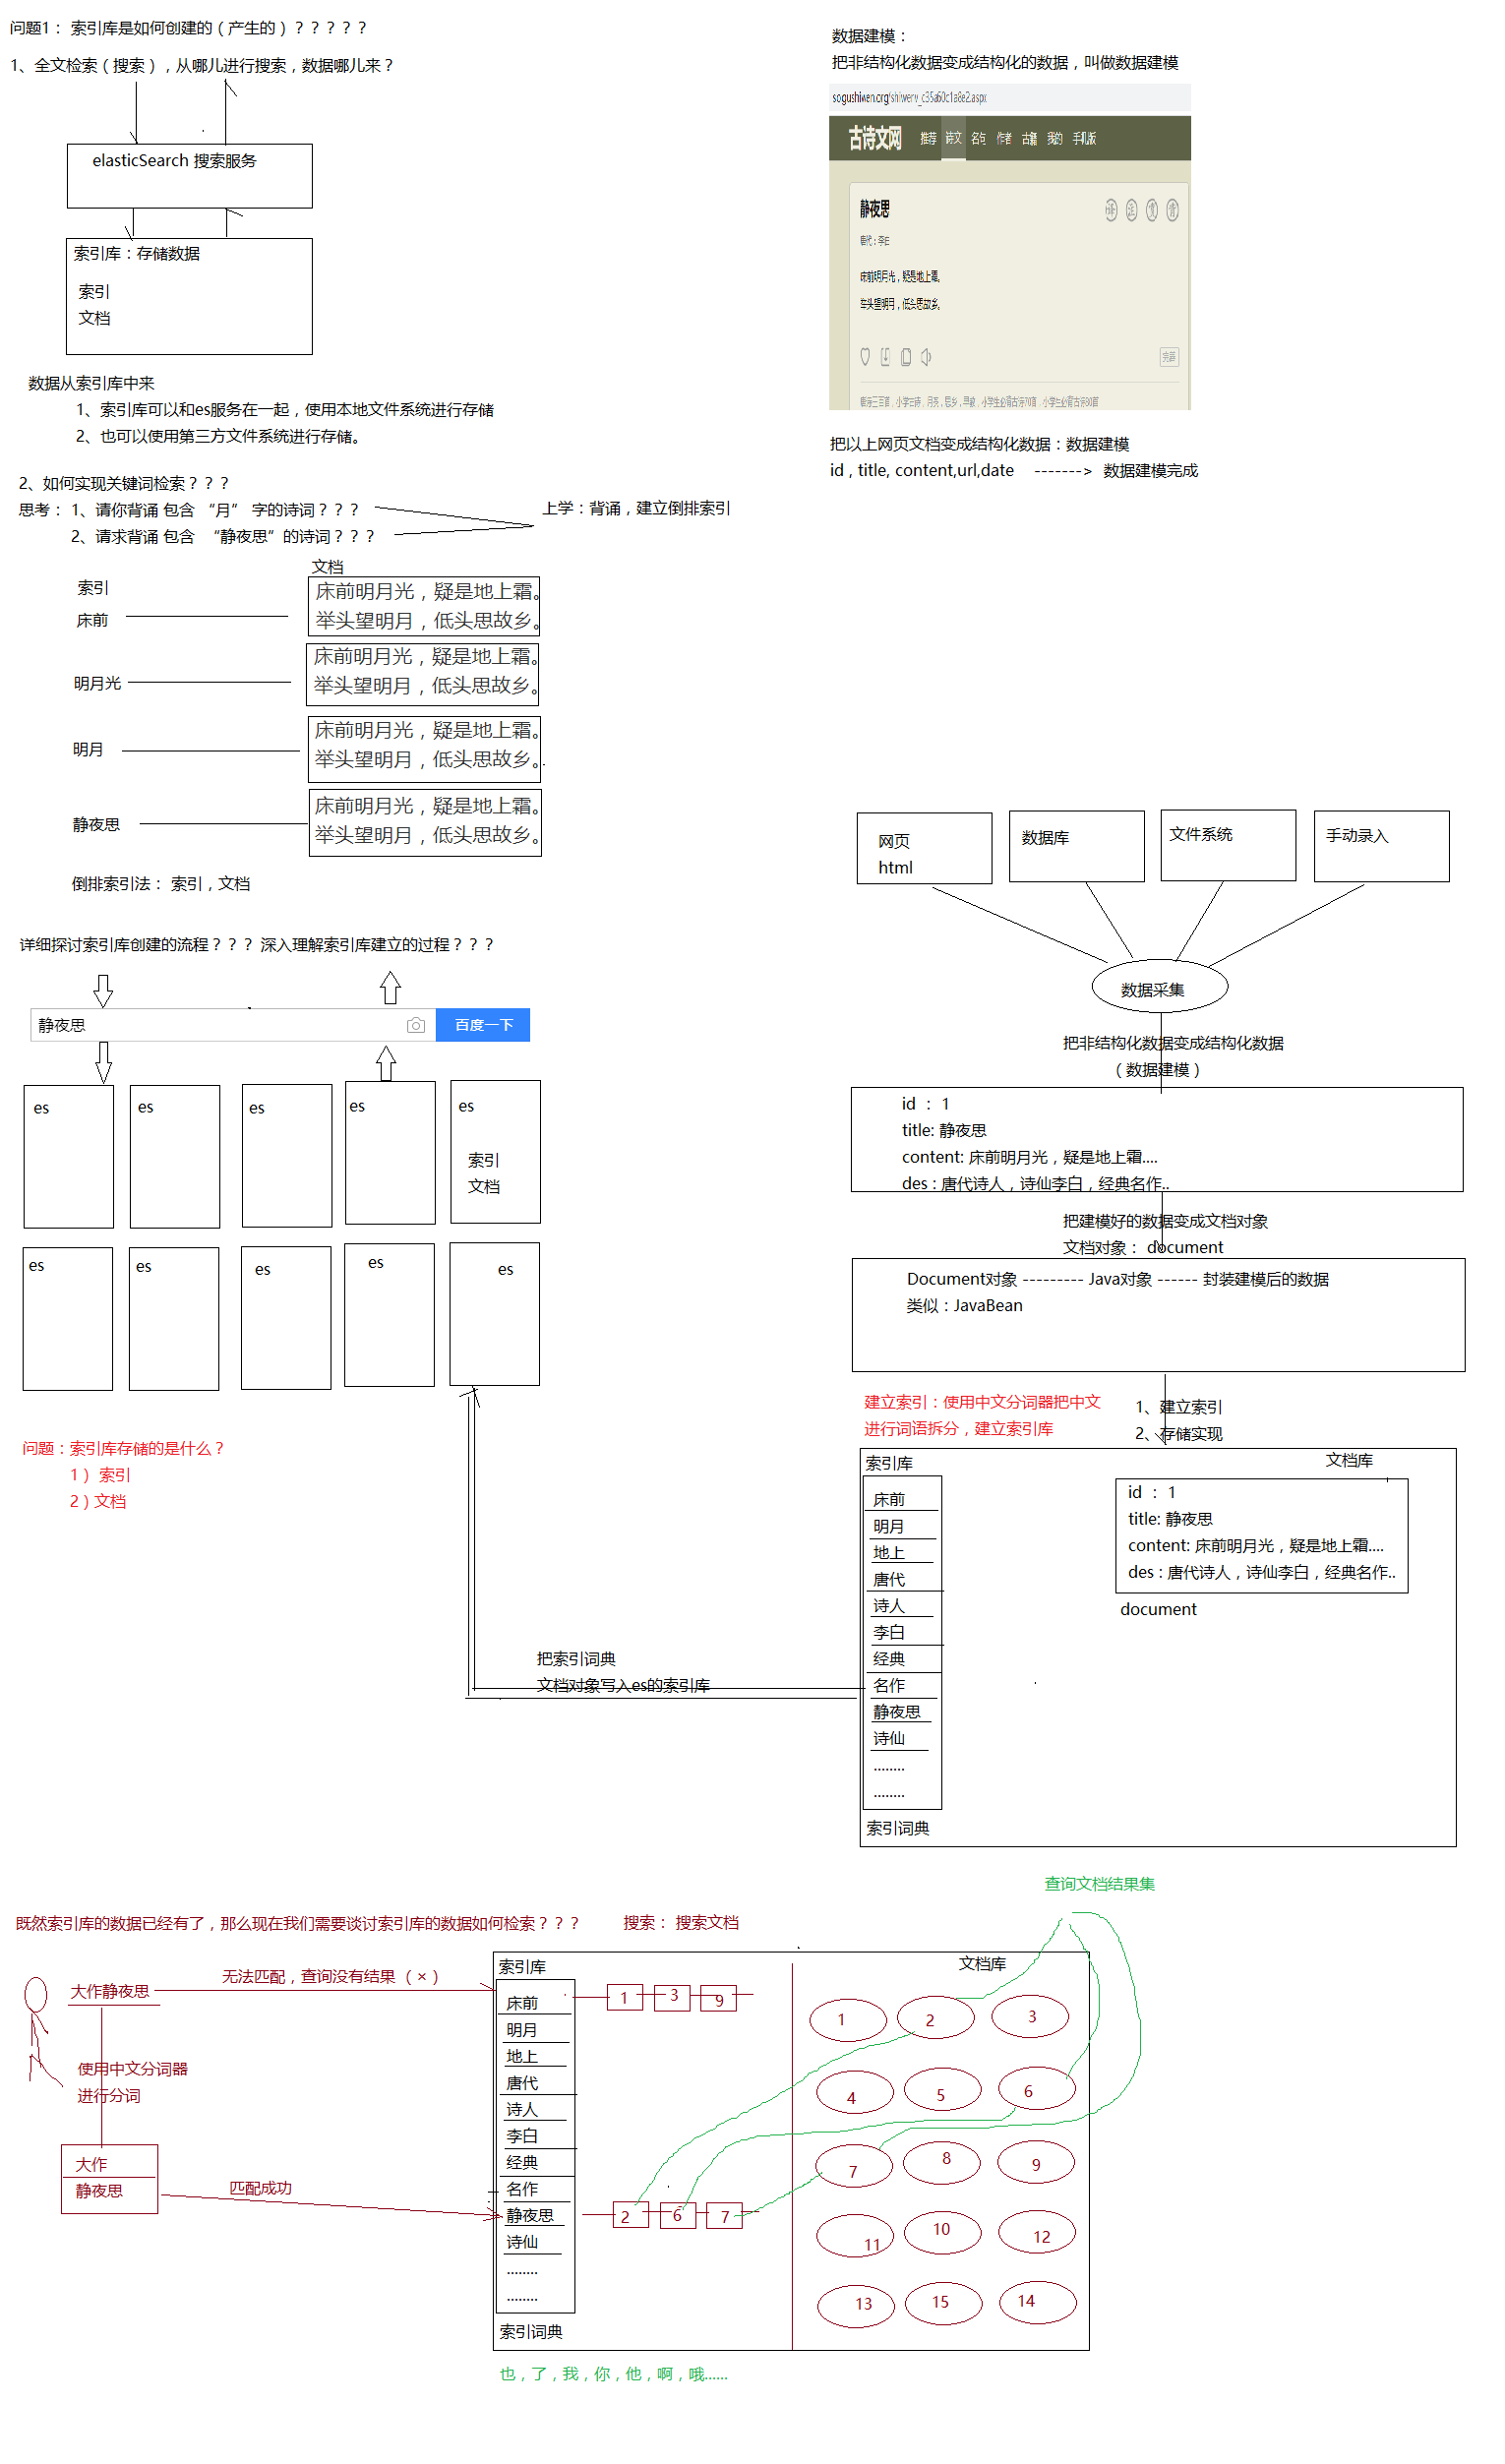 问题1： 索引库是如何创建的（产生的）？？？？？
1、全文检索（搜索），从哪儿进行搜索，数据哪儿来？
elasticSearch 搜索服务
索引库：存储数据
索引
文档
数据从索引库中来
1、索引库可以和es服务在一起，使用本地文件系统进行存储
2、也可以使用第三方文件系统进行存储。
2、如何实现关键词检索？？？
思考： 1、请你背诵 包含 “月” 字的诗词？？？
2、请求背诵 包含 “静夜思”的诗词？？？
上学：背诵，建立倒排索引
索引
文档
床前
床前明月光，疑是地上霜。
举头望明月，低头思故乡。
明月光
床前明月光，疑是地上霜。
举头望明月，低头思故乡。
明月
床前明月光，疑是地上霜。
举头望明月，低头思故乡。
静夜思
床前明月光，疑是地上霜。
举头望明月，低头思故乡。
倒排索引法： 索引，文档
数据建模：
把非结构化数据变成结构化的数据，叫做数据建模
古诗文网 推荐 诗文 名句 作者 古籍 我的 手机版
静夜思
唐代：李白
床前明月光，疑是地上霜。
举头望明月，低头思故乡。
完善
把以上网页文档变成结构化数据：数据建模
id , title, content,url,date -------> 数据建模完成
详细探讨索引库创建的流程？？？ 深入理解索引库建立的过程？？？
静夜思
百度一下
es es es es es
索引
文档
es es es es es
问题：索引库存储的是什么？
1） 索引
2）文档
网页
html
数据库
文件系统
手动录入
数据采集
把非结构化数据变成结构化数据
（数据建模）
id ： 1
title: 静夜思
content: 床前明月光，疑是地上霜....
des : 唐代诗人，诗仙李白，经典名作..
把建模好的数据变成文档对象
文档对象： document
Document对象 --------- Java对象 ------ 封装建模后的数据
类似：JavaBean
建立索引：使用中文分词器把中文
进行词语拆分，建立索引库
1、建立索引
2、存储实现
索引库
文档库
床前
明月
地上
唐代
诗人
李白
经典
名作
静夜思
诗仙
........
........
索引词典
id ： 1
title: 静夜思
content: 床前明月光，疑是地上霜....
des : 唐代诗人，诗仙李白，经典名作..
document
把索引词典
文档对象写入es的索引库
查询文档结果集
既然索引库的数据已经有了，那么现在我们需要谈讨索引库的数据如何检索？？？
搜索： 搜索文档
大作静夜思
无法匹配，查询没有结果 （×）
使用中文分词器
进行分词
大作
静夜思
匹配成功
索引库
文档库
床前
明月
地上
唐代
诗人
李白
经典
名作
静夜思
诗仙
........
........
索引词典
1 3 9
2 6 7
1 2 3
4 5 6
7 8 9
11 10 12
13 15 14
也，了，我，你，他，啊，哦......